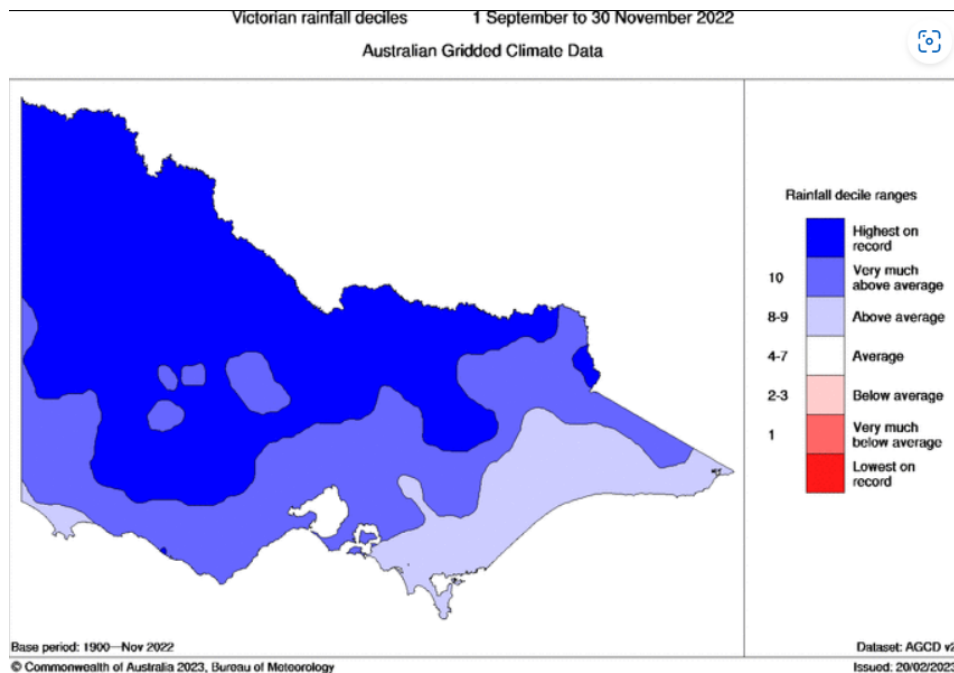 Victorian rainfall deciles 1 September to 30 November 2022
Australian Gridded Climate Data
Rainfall decile ranges
Highest on
record
10 Very much
above average
8-9 Above average
4-7 Average
2-3 Below average
1 Very much
below average
Lowest on
record
Base period: 1900—Nov 2022 Dataset: AGCD v2
© Commonwealth of Australia 2023, Bureau of Meteorology Issued: 20/02/2023